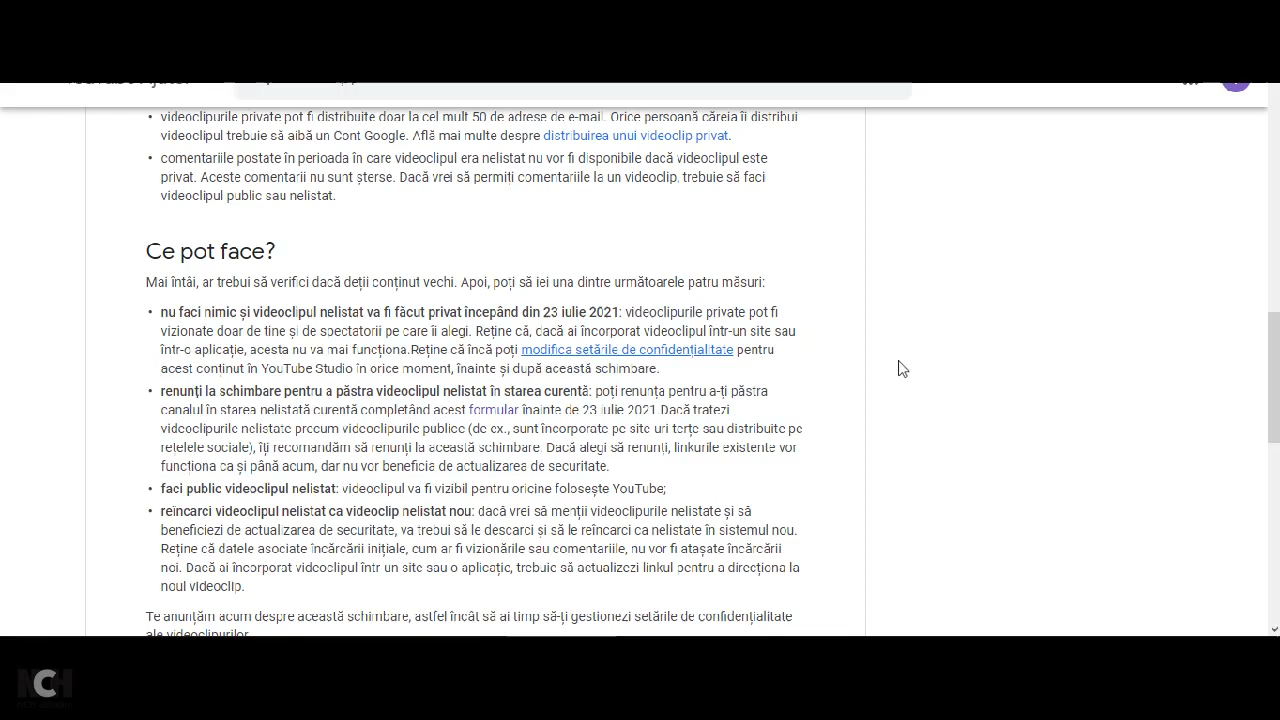 videoclipurile private pot fi distribuite doar la cel mult 50 de adrese de e-mail. Orice persoană căreia îi distribui
videoclipul trebuie să aibă un Cont Google. Află mai multe despre distribuirea unui videoclip privat.
comentariile postate în perioada în care videoclipul era nelistat nu vor fi disponibile dacă videoclipul este
privat. Aceste comentarii nu sunt șterse. Dacă vrei să permiți comentariile la un videoclip, trebuie să faci
videoclipul public sau nelistat.
Ce pot face?
Mai întâi, ar trebui să verifici dacă deții conținut vechi. Apoi, poți să iei una dintre următoarele patru măsuri:
nu faci nimic și videoclipul nelistat va fi făcut privat începând din 23 iulie 2021: videoclipurile private pot fi
vizionate doar de tine și de spectatorii pe care îi alegi. Reține că, dacă ai încorporat videoclipul într-un site sau
într-o aplicație, acesta nu va mai funcționa.Reține că încă poți modifica setările de confidențialitate pentru
acest conținut în YouTube Studio în orice moment, înainte și după această schimbare.
renunți la schimbare pentru a păstra videoclipul nelistat în starea curentă: poți renunța pentru a-ți păstra
canalul în starea nelistată curentă completând acest formular înainte de 23 iulie 2021.Dacă tratezi
videoclipurile nelistate precum videoclipurile publice (de ex., sunt încorporate pe site-uri terțe sau distribuite pe
rețelele sociale), îți recomandăm să renunți la această schimbare. Dacă alegi să renunți, linkurile existente vor
funcționa ca și până acum, dar nu vor beneficia de actualizarea de securitate.
faci public videoclipul nelistat: videoclipul va fi vizibil pentru oricine folosește YouTube;
reîncarci videoclipul nelistat ca videoclip nelistat nou: dacă vrei să menții videoclipurile nelistate și să
beneficiezi de actualizarea de securitate, va trebui să le descarci și să le reîncarci ca nelistate în sistemul nou.
Reține că datele asociate încărcării inițiale, cum ar fi vizionările sau comentariile, nu vor fi atașate încărcării
noi. Dacă ai încorporat videoclipul într-un site sau o aplicație, trebuie să actualizezi linkul pentru a direcționa la
noul videoclip.
Te anunțăm acum despre această schimbare, astfel încât să ai timp să-ți gestionezi setările de confidențialitate
ale videoclipurilor.
NCH